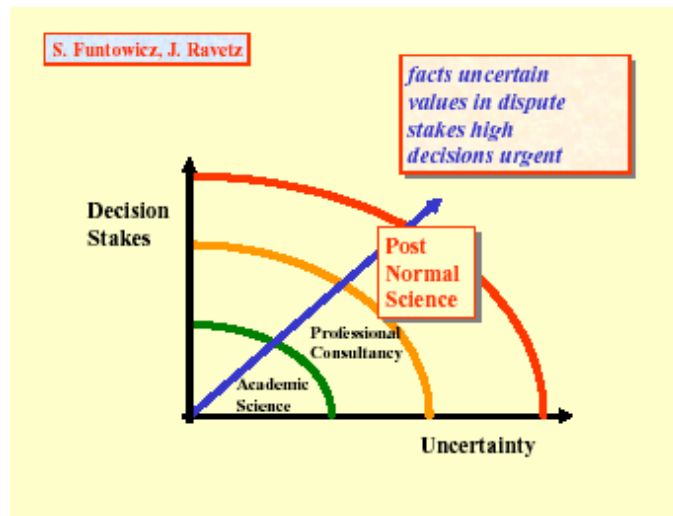 S. Funtowicz, J. Ravetz
facts uncertain
values in dispute
stakes high
decisions urgent
Decision
Stakes
Post
Normal
Science
Professional
Consultancy
Academic
Science
Uncertainty